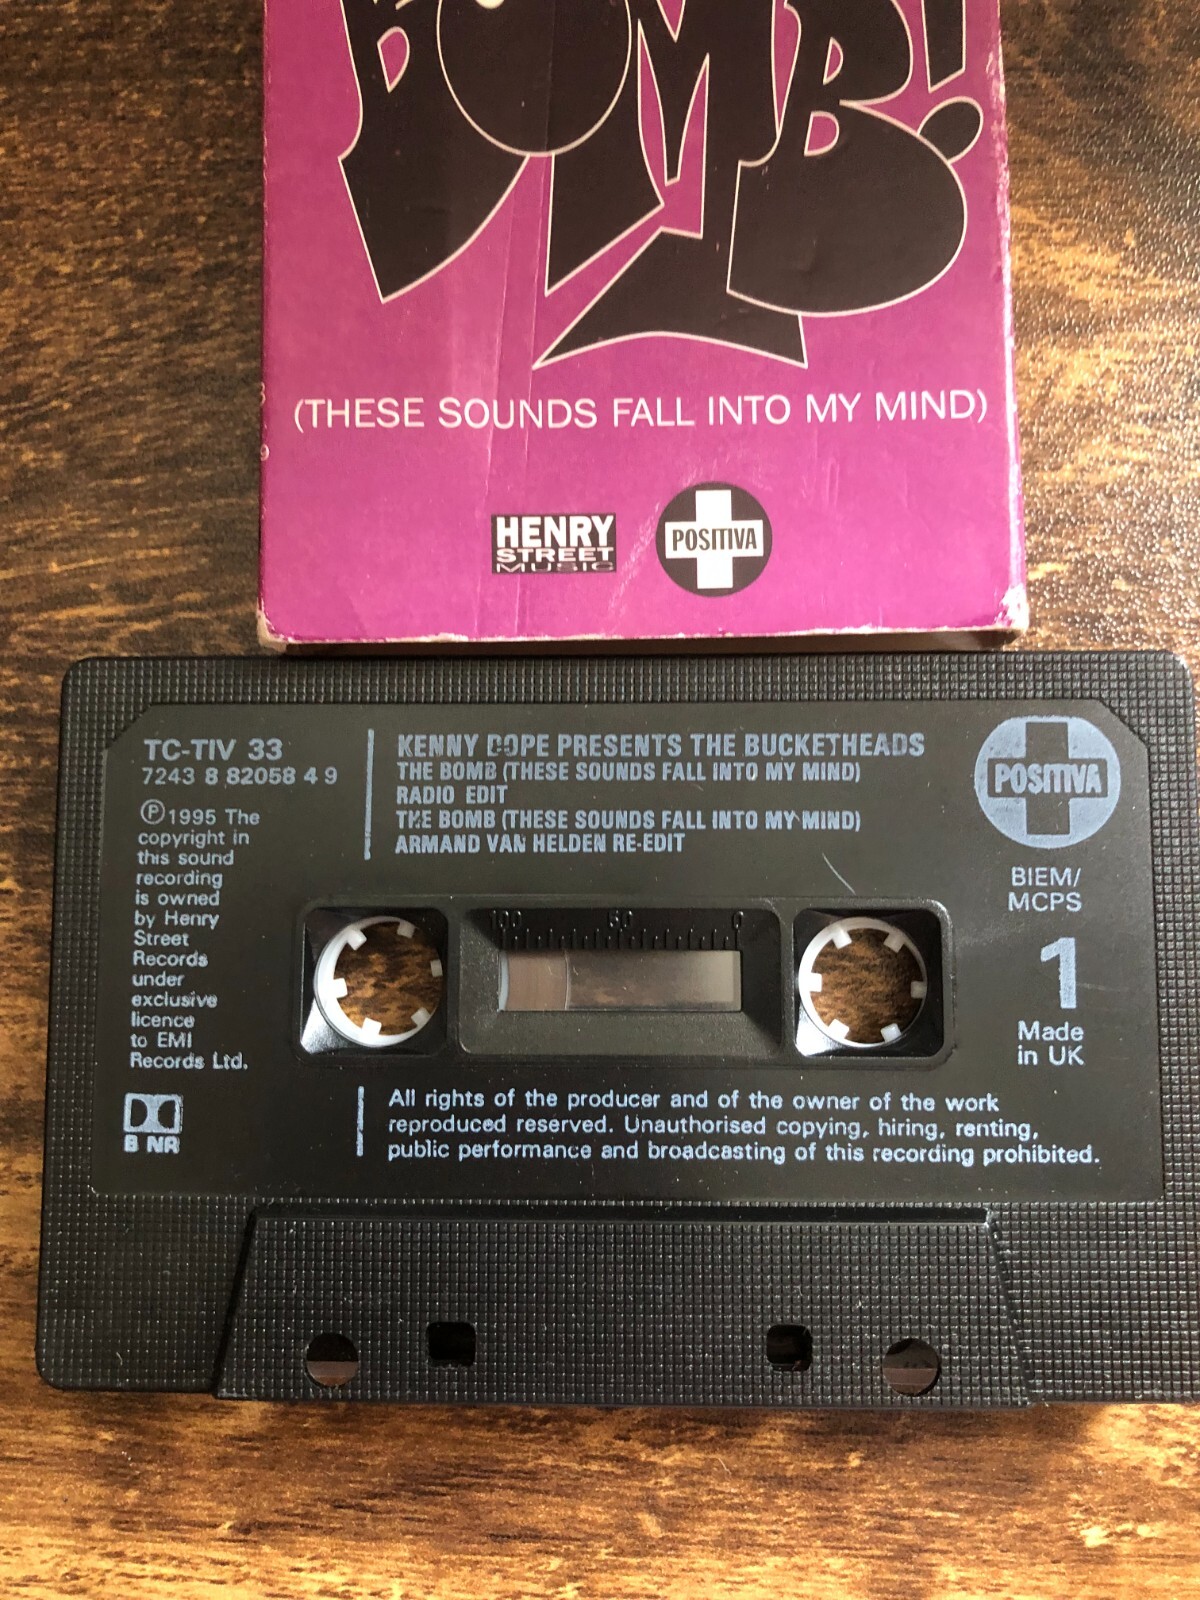 BOMB!
(THESE SOUNDS FALL INTO MY MIND)
HENRY
STREET
MUSIC
POSITIVA
TC-TIV 33
7243 8 82058 4 9
Ⓟ1995 The
copyright in
this sound
recording
is owned
by Henry
Street
Records
under
exclusive
licence
to EMI
Records Ltd.
B NR
KENNY DOPE PRESENTS THE BUCKETHEADS
THE BOMB (THESE SOUNDS FALL INTO MY MIND)
RADIO EDIT
THE BOMB (THESE SOUNDS FALL INTO MY MIND)
ARMAND VAN HELDEN RE-EDIT
POSITIVA
BIEM/
MCPS
1
Made
in UK
100 50 0
All rights of the producer and of the owner of the work
reproduced reserved. Unauthorised copying, hiring, renting,
public performance and broadcasting of this recording prohibited.